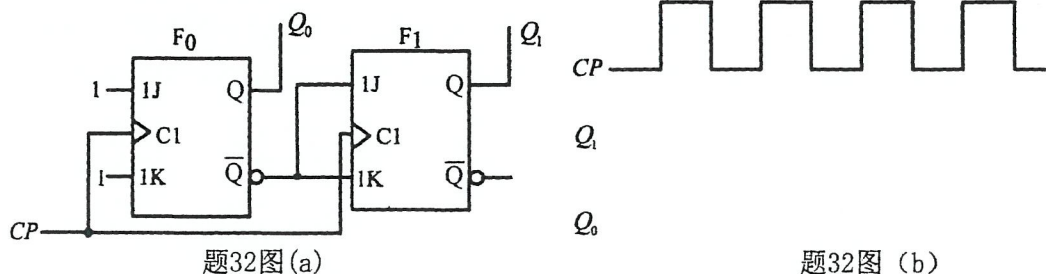 F0 Q0 F1 Q1
1 1J Q 1J Q CP
C1 C1 Q1
1 1K Q̅ 1K Q̅
CP Q0
题32图(a) 题32图（b）